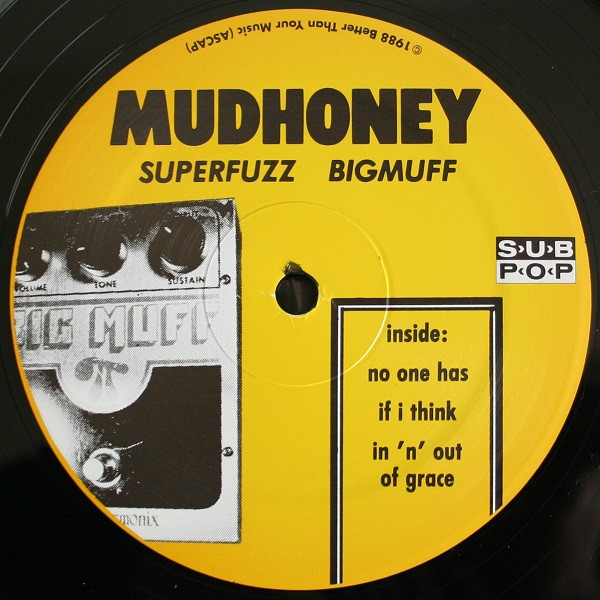 © 1988 Better Than Your Music (ASCAP)
MUDHONEY
SUPERFUZZ BIGMUFF
S›U›B
P‹O‹P
VOLUME TONE SUSTAIN
BIG MUFF
inside:
no one has
if i think
in 'n' out
of grace